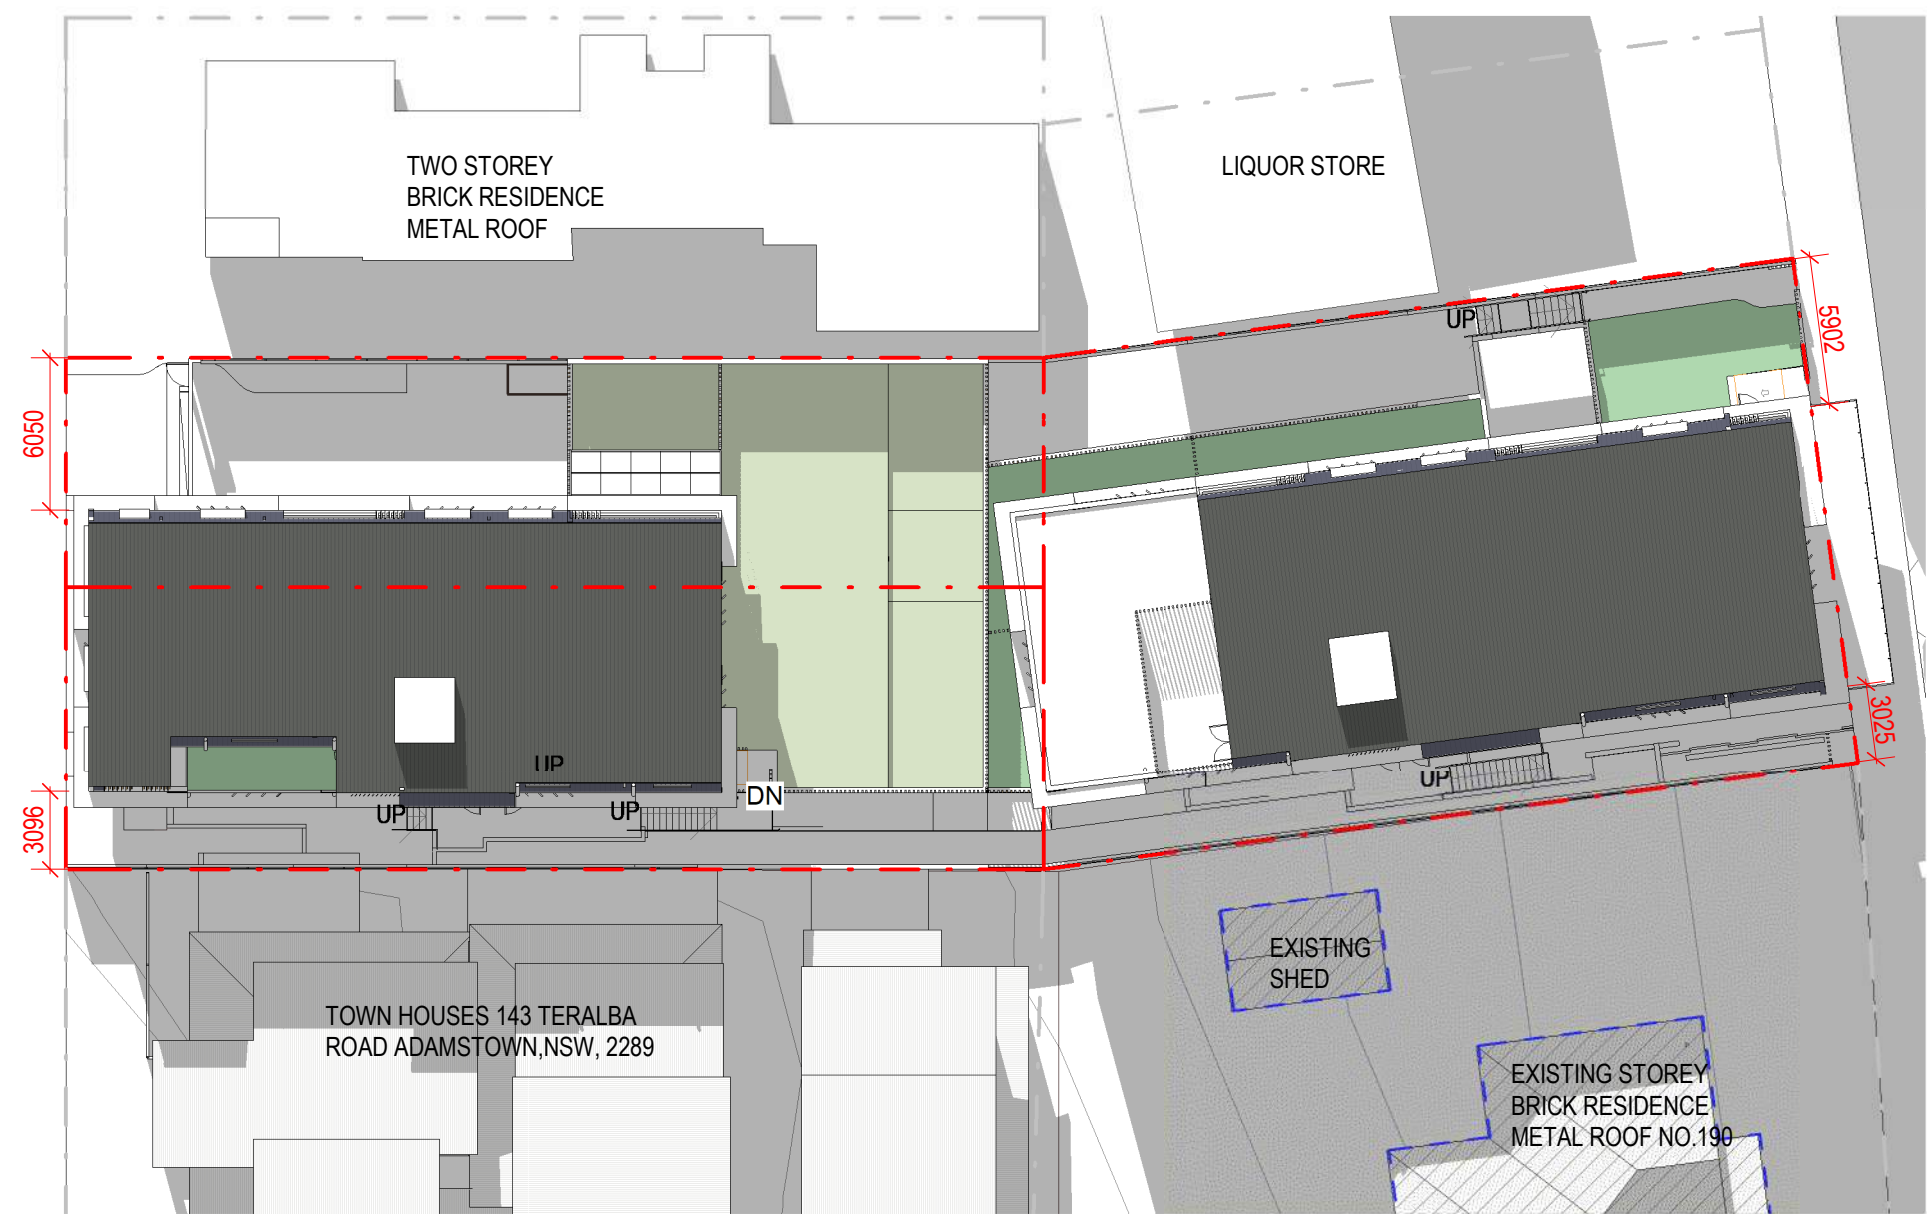 TWO STOREY
BRICK RESIDENCE
METAL ROOF
LIQUOR STORE
5902
UP
6050
3025
UP
UP
UP
DN
UP
3096
EXISTING
SHED
TOWN HOUSES 143 TERALBA
ROAD ADAMSTOWN,NSW, 2289
EXISTING STOREY
BRICK RESIDENCE
METAL ROOF NO.190